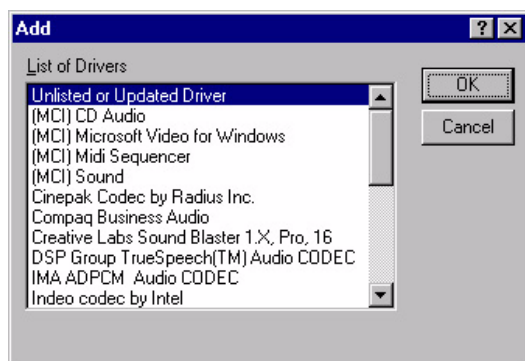 Add
List of Drivers
Unlisted or Updated Driver
(MCI) CD Audio
(MCI) Microsoft Video for Windows
(MCI) Midi Sequencer
(MCI) Sound
Cinepak Codec by Radius Inc.
Compaq Business Audio
Creative Labs Sound Blaster 1.X, Pro, 16
DSP Group TrueSpeech(TM) Audio CODEC
IMA ADPCM  Audio CODEC
Indeo codec by Intel
OK
Cancel